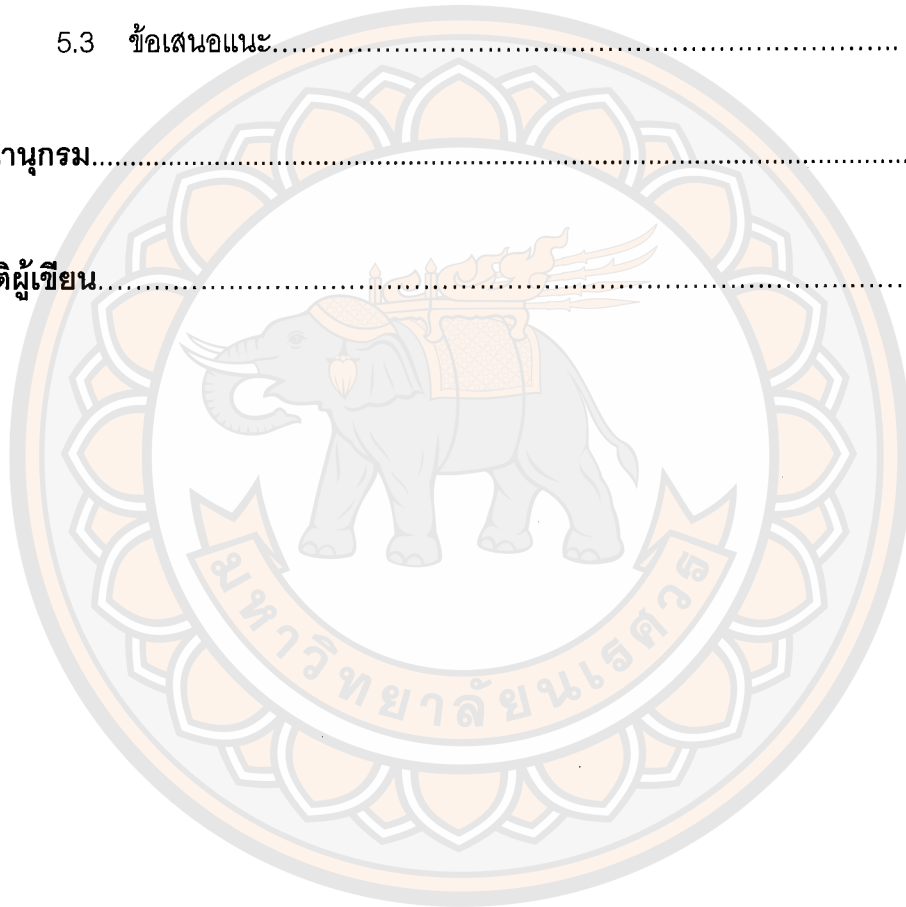 5.3 ข้อเสนอแนะ................................................................
านุกรม................................................................................
ติผู้เขียน................................................................................
มหาวิทยาลัยนเรศวร